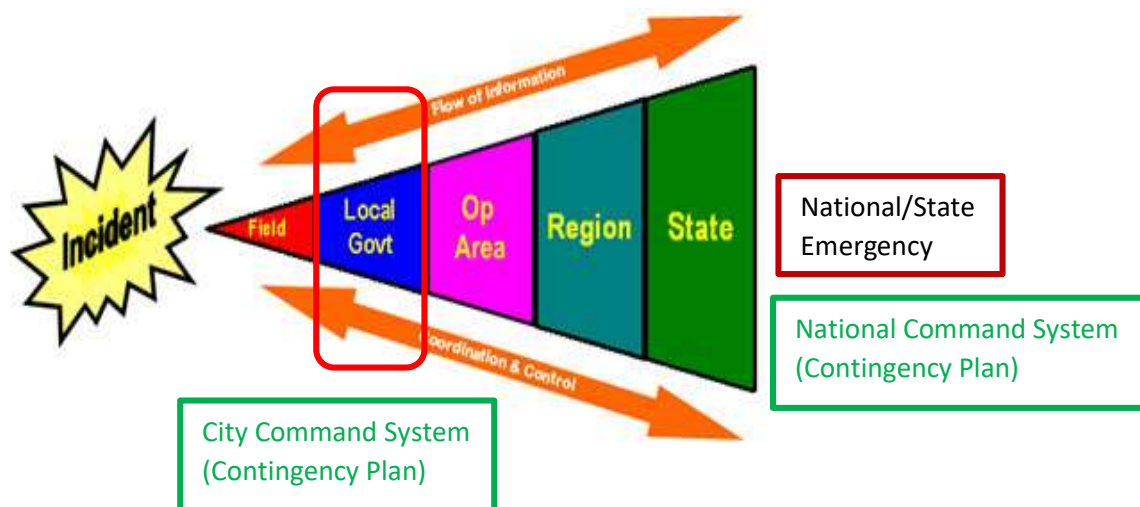 Flow of Information
Incident
Field
Local
Govt
Op
Area
Region
State
National/State
Emergency
National Command System
(Contingency Plan)
Coordination & Control
City Command System
(Contingency Plan)